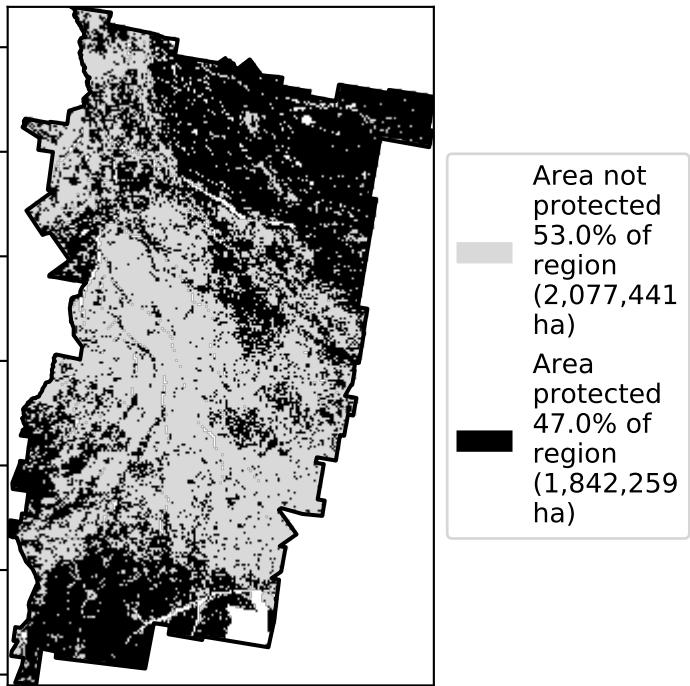 Area not
protected
53.0% of
region
(2,077,441
ha)
Area
protected
47.0% of
region
(1,842,259
ha)